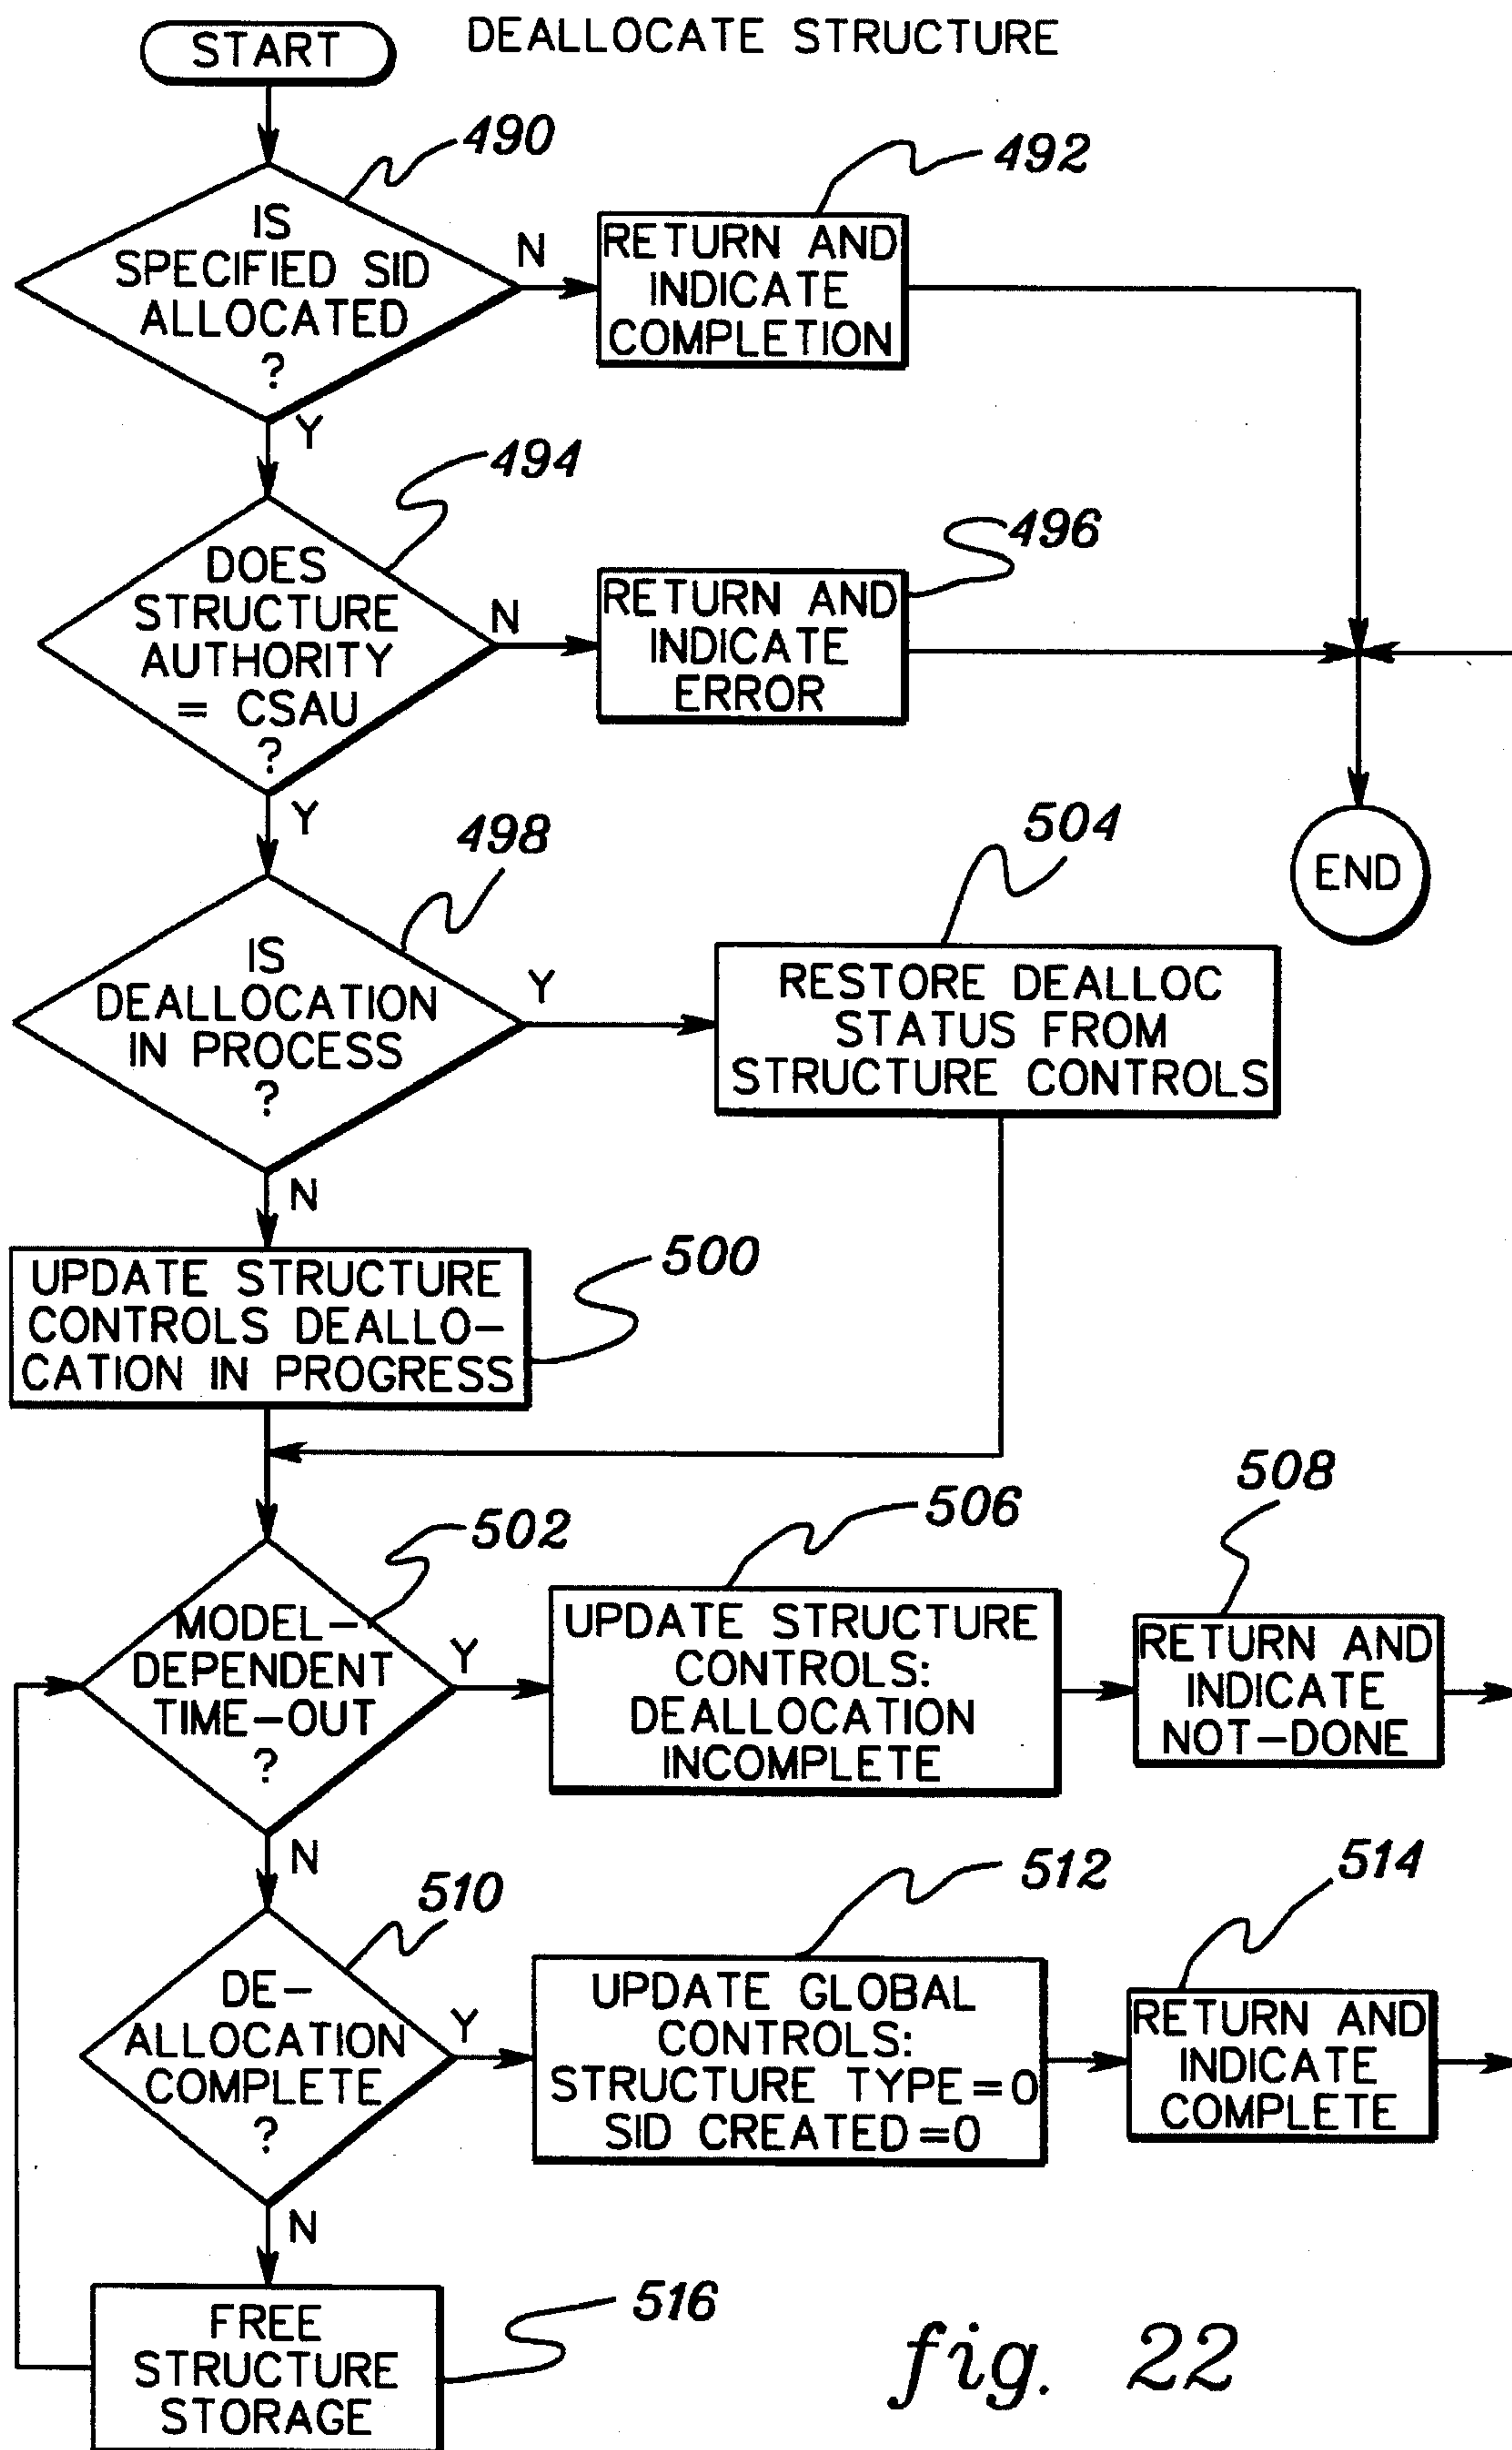 START
DEALLOCATE STRUCTURE
490
IS
SPECIFIED SID
ALLOCATED
?
N
492
RETURN AND
INDICATE
COMPLETION
Y
494
DOES
STRUCTURE
AUTHORITY
= CSAU
?
N
496
RETURN AND
INDICATE
ERROR
END
Y
498
IS
DEALLOCATION
IN PROCESS
?
Y
504
RESTORE DEALLOC
STATUS FROM
STRUCTURE CONTROLS
N
500
UPDATE STRUCTURE
CONTROLS DEALLO-
CATION IN PROGRESS
502
MODEL-
DEPENDENT
TIME-OUT
?
Y
506
UPDATE STRUCTURE
CONTROLS:
DEALLOCATION
INCOMPLETE
508
RETURN AND
INDICATE
NOT-DONE
N
510
DE-
ALLOCATION
COMPLETE
?
Y
512
UPDATE GLOBAL
CONTROLS:
STRUCTURE TYPE=0
SID CREATED=0
514
RETURN AND
INDICATE
COMPLETE
N
516
FREE
STRUCTURE
STORAGE
fig. 22